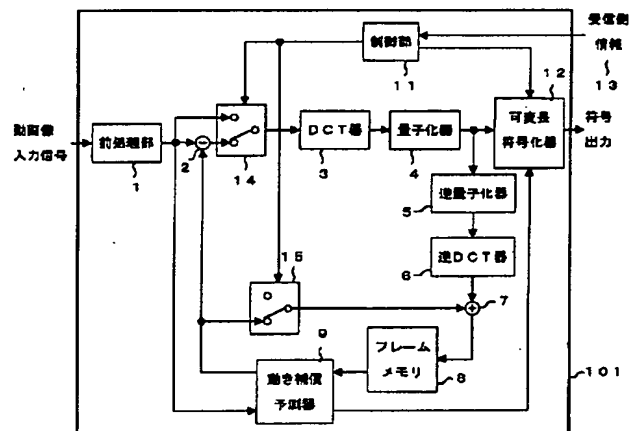 受信側
情報
13
制御部
11
12
可変長
符号化器
符号
出力
動画像
入力信号
前処理部
1
2
14
DCT器
3
量子化器
4
逆量子化器
5
逆DCT器
6
15
7
9
動き補償
予測器
フレーム
メモリ
8
101